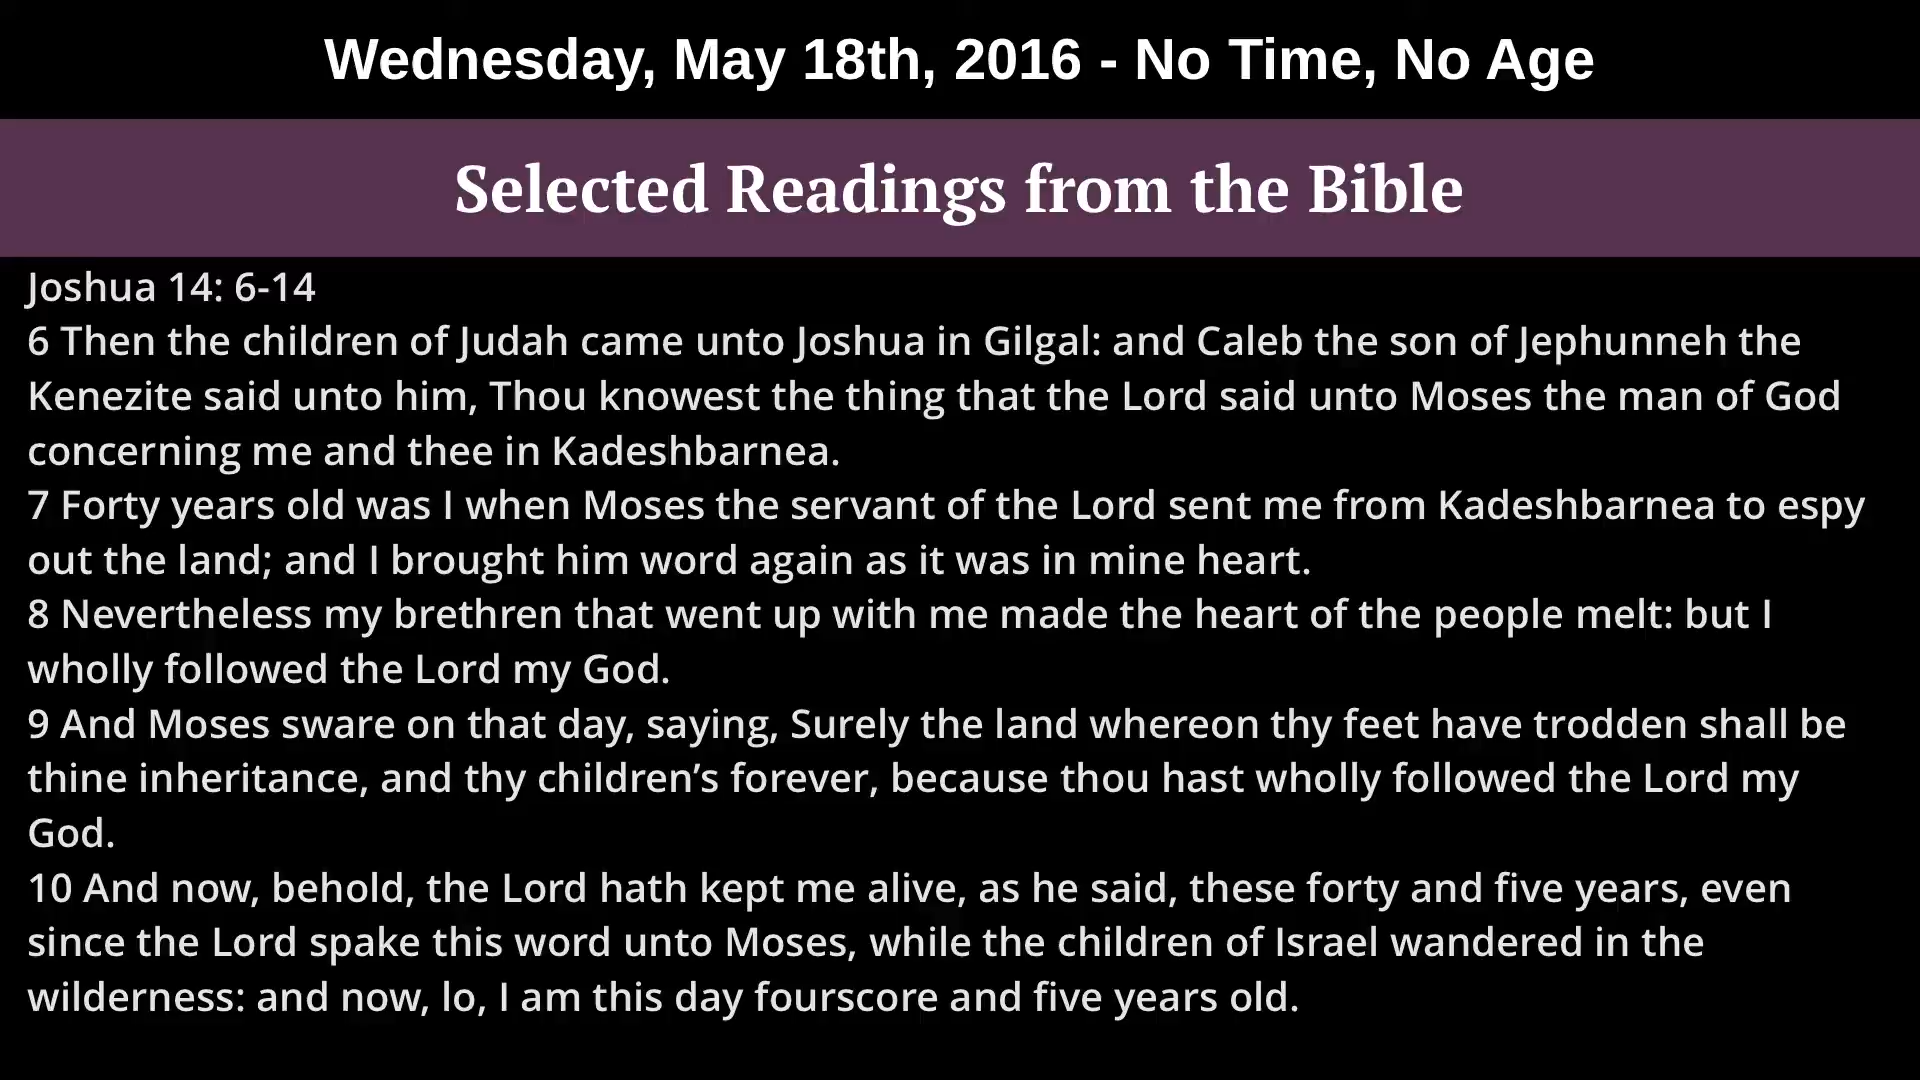 Wednesday, May 18th, 2016 - No Time, No Age
Selected Readings from the Bible
Joshua 14: 6-14
6 Then the children of Judah came unto Joshua in Gilgal: and Caleb the son of Jephunneh the
Kenezite said unto him, Thou knowest the thing that the Lord said unto Moses the man of God
concerning me and thee in Kadeshbarnea.
7 Forty years old was I when Moses the servant of the Lord sent me from Kadeshbarnea to espy
out the land; and I brought him word again as it was in mine heart.
8 Nevertheless my brethren that went up with me made the heart of the people melt: but I
wholly followed the Lord my God.
9 And Moses sware on that day, saying, Surely the land whereon thy feet have trodden shall be
thine inheritance, and thy children’s forever, because thou hast wholly followed the Lord my
God.
10 And now, behold, the Lord hath kept me alive, as he said, these forty and five years, even
since the Lord spake this word unto Moses, while the children of Israel wandered in the
wilderness: and now, lo, I am this day fourscore and five years old.